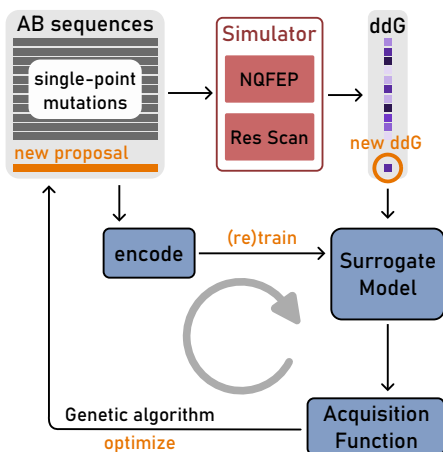 AB sequences
single-point
mutations
new proposal
Simulator
NQFEP
Res Scan
ddG
new ddG
encode
(re)train
Surrogate
Model
Genetic algorithm
optimize
Acquisition
Function